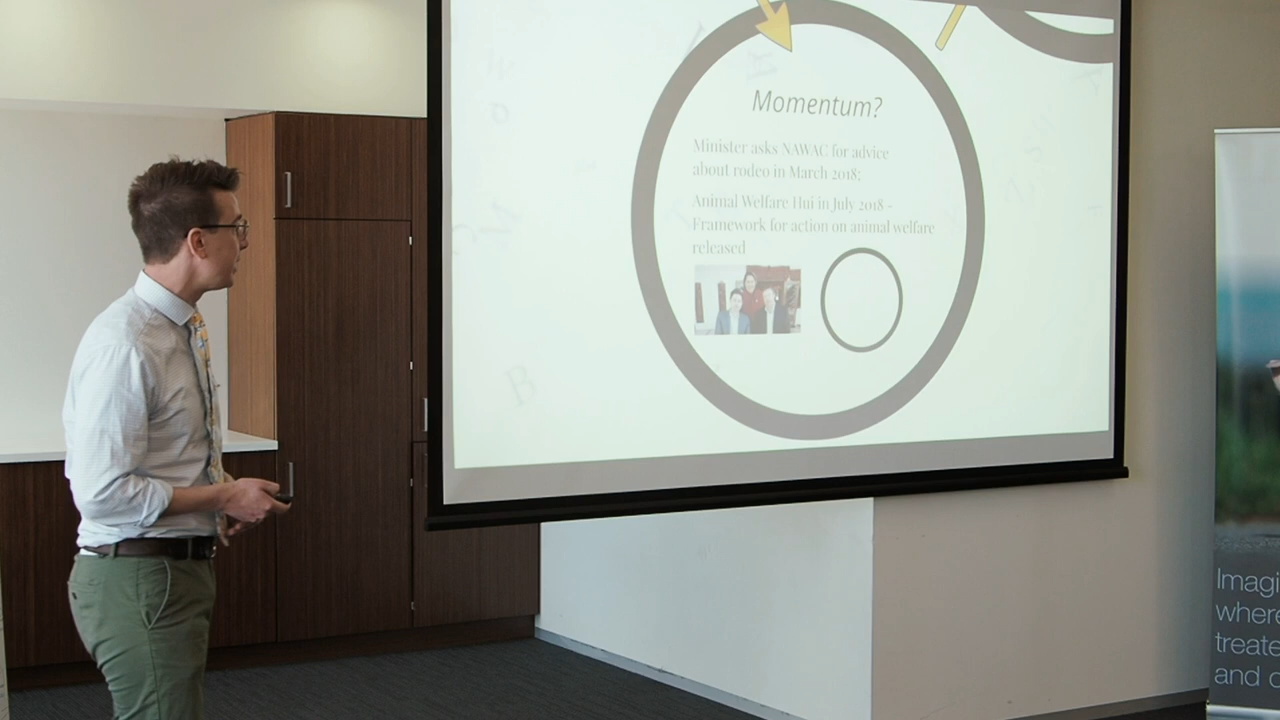 Momentum?
Minister asks NAWAC for advice
about rodeo in March 2018;
Animal Welfare Hui in July 2018 -
Framework for action on animal welfare
released
Imagi
where
treate
and